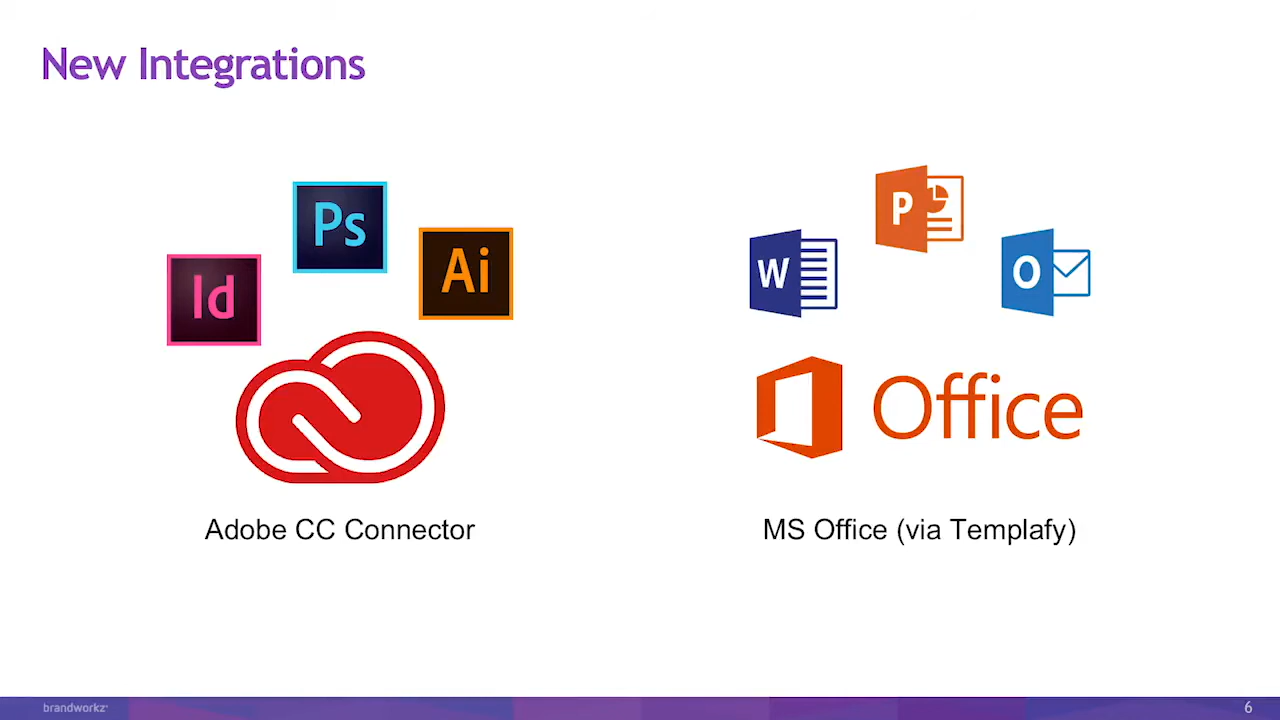 New Integrations
Ps
Ai
Id
P
W
O
Office
Adobe CC Connector
MS Office (via Templafy)
brandworkz
6